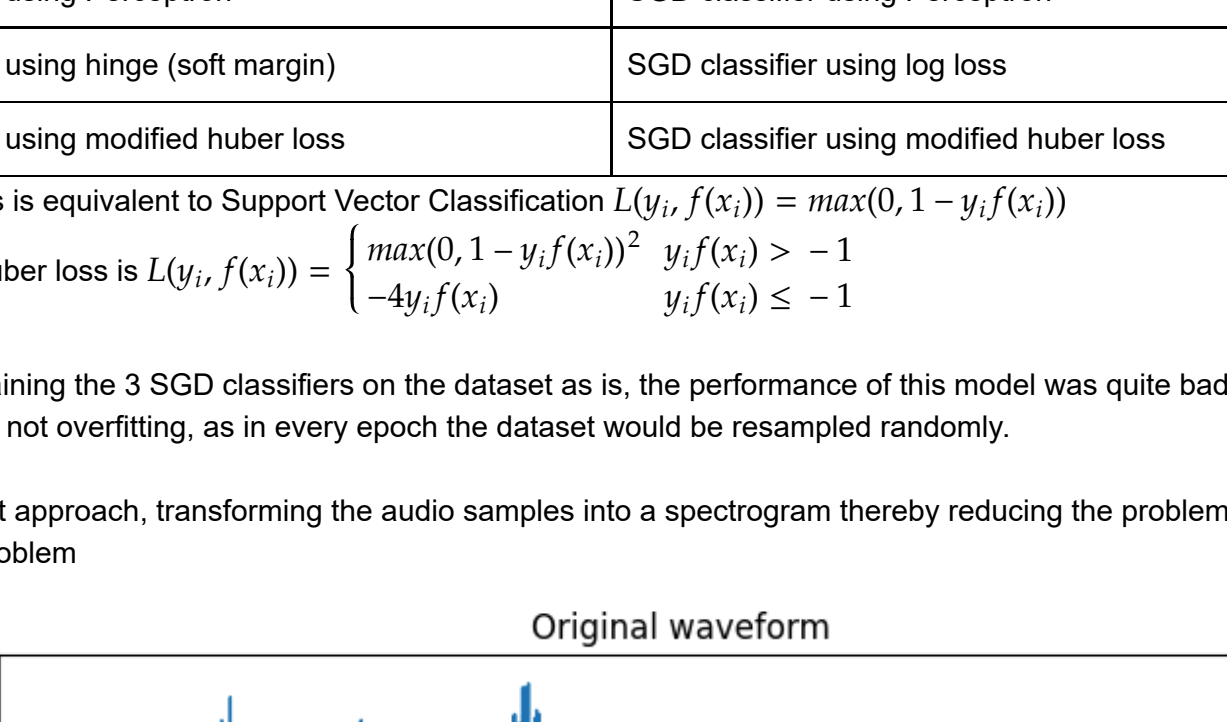 using Perceptron SGD classifier using Perceptron
using hinge (soft margin) SGD classifier using log loss
using modified huber loss SGD classifier using modified huber loss
s is equivalent to Support Vector Classification L(yᵢ, f(xᵢ)) = max(0, 1 − yᵢf(xᵢ))
uber loss is L(yᵢ, f(xᵢ)) = { max(0, 1 − yᵢf(xᵢ))² yᵢf(xᵢ) > − 1
−4yᵢf(xᵢ) yᵢf(xᵢ) ≤ − 1
ining the 3 SGD classifiers on the dataset as is, the performance of this model was quite bad
not overfitting, as in every epoch the dataset would be resampled randomly.
t approach, transforming the audio samples into a spectrogram thereby reducing the problem
oblem
Original waveform